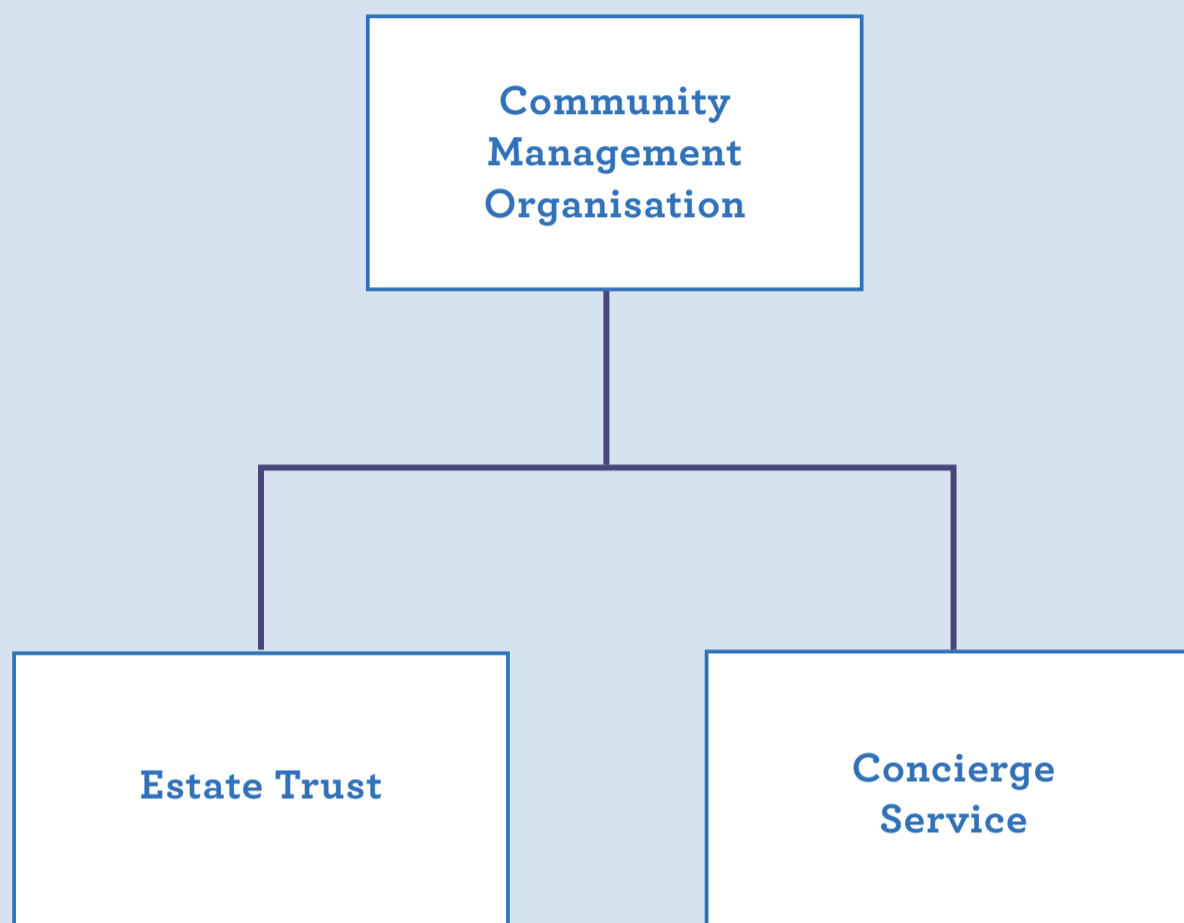 Community
Management
Organisation
Estate Trust
Concierge
Service